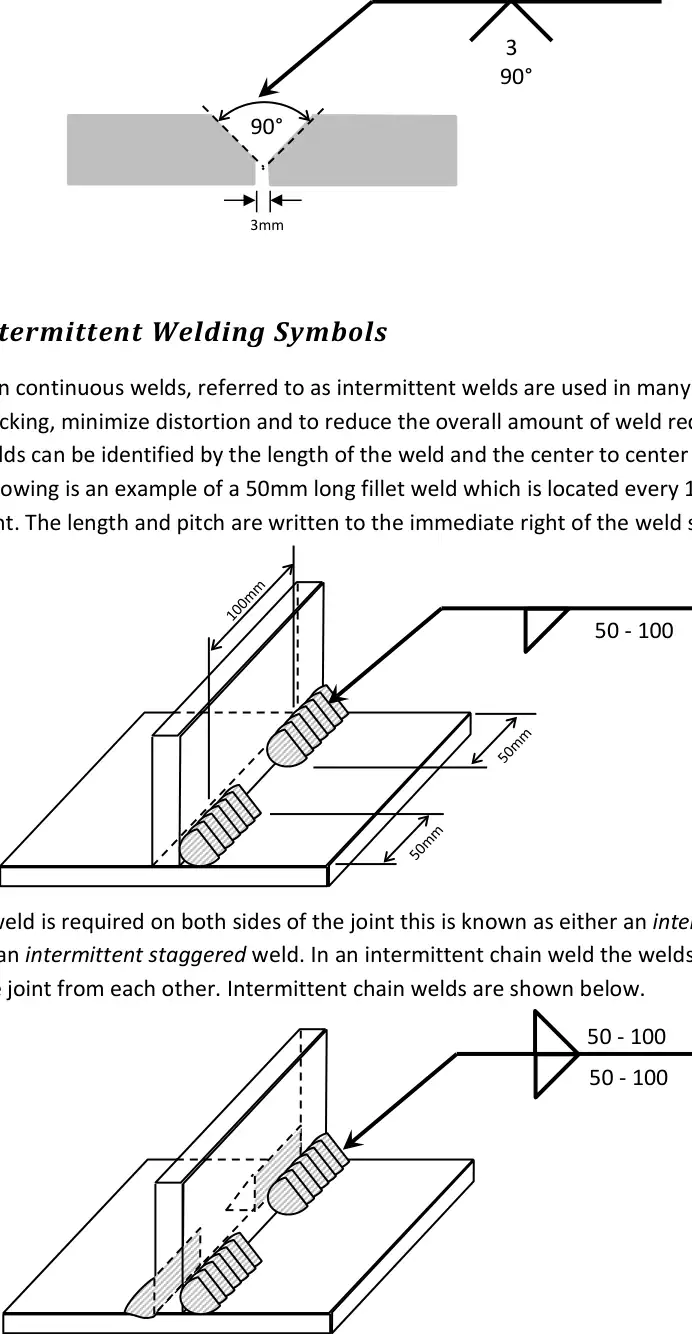 3
90°
90°
3mm
termittent Welding Symbols
n continuous welds, referred to as intermittent welds are used in many
cking, minimize distortion and to reduce the overall amount of weld
lds can be identified by the length of the weld and the center to center
owing is an example of a 50mm long fillet weld which is located every 1
nt. The length and pitch are written to the immediate right of the weld s
100mm
50 - 100
50mm
50mm
weld is required on both sides of the joint this is known as either an
an intermittent staggered weld. In an intermittent chain weld the welds
e joint from each other. Intermittent chain welds are shown below.
50 - 100
50 - 100